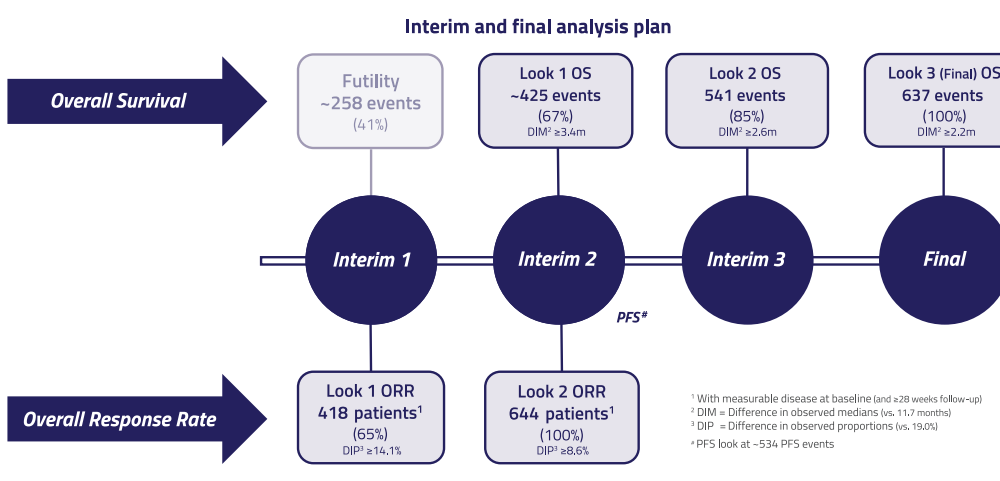 Interim and final analysis plan
Overall Survival
Futility
~258 events
(41%)
Look 1 OS
~425 events
(67%)
DIM² ≥3.4m
Look 2 OS
541 events
(85%)
DIM² ≥2.6m
Look 3 (Final) OS
637 events
(100%)
DIM² ≥2.2m
Interim 1
Interim 2
Interim 3
Final
PFS#
Overall Response Rate
Look 1 ORR
418 patients¹
(65%)
DIP³ ≥14.1%
Look 2 ORR
644 patients¹
(100%)
DIP³ ≥8.6%
¹ With measurable disease at baseline (and ≥28 weeks follow-up)
² DIM = Difference in observed medians (vs. 11.7 months)
³ DIP = Difference in observed proportions (vs. 19.0%)
# PFS look at ~534 PFS events